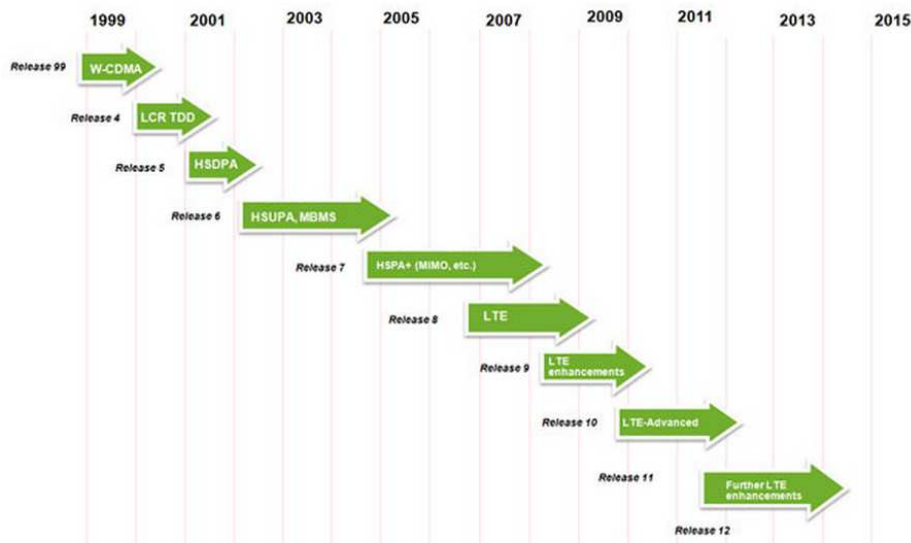 1999 2001 2003 2005 2007 2009 2011 2013 2015
Release 99 W-CDMA
Release 4 LCR TDD
Release 5 HSDPA
Release 6 HSUPA, MBMS
Release 7 HSPA+ (MIMO, etc.)
Release 8 LTE
Release 9 LTE
enhancements
Release 10 LTE-Advanced
Release 11
Further LTE
enhancements
Release 12